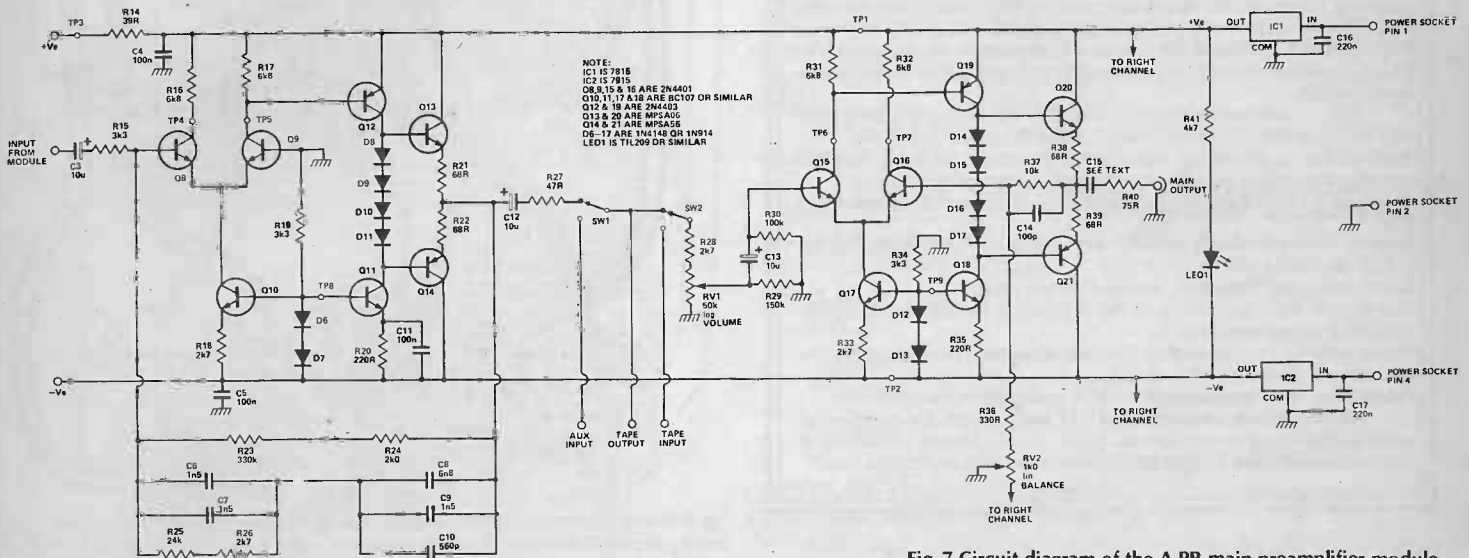 TP3
R14
39R
+Ve
C4
100n
R16
6k8
R17
6k8
TP4
TP5
INPUT
FROM
MODULE
C3
10u
+
R15
3k3
Q8
Q9
Q12
Q13
D8
D9
D10
D11
R21
68R
R22
68R
R19
3k3
Q10
TP8
Q11
Q14
D6
D7
R18
2k7
R20
220R
C11
100n
-Ve
C5
100n
R23
330k
R24
2k0
C6
1n5
C7
1n5
R25
24k
R26
2k7
C8
6n8
C9
1n5
C10
560p
NOTE:
IC1 IS 7815
IC2 IS 7915
Q8,9,15 & 16 ARE 2N4401
Q10,11,17 & 18 ARE BC107 OR SIMILAR
Q12 & 19 ARE 2N4403
Q13 & 20 ARE MPSA06
Q14 & 21 ARE MPSA56
D6-17 ARE 1N4148 OR 1N914
LED1 IS TIL209 OR SIMILAR
+
C12
10u
R27
47R
SW1
SW2
R28
2k7
RV1
50k
log
VOLUME
AUX
INPUT
TAPE
OUTPUT
TAPE
INPUT
TP1
R31
6k8
R32
6k8
TP6
TP7
Q15
Q16
R30
100k
+
C13
10u
R29
150k
Q19
Q20
D14
D15
D16
D17
R37
10k
C14
100p
R38
68R
C15
SEE TEXT
R40
75R
MAIN
OUTPUT
R39
68R
R34
3k3
Q17
TP9
Q18
Q21
D12
D13
R33
2k7
R35
220R
TP2
R36
330R
RV2
1k0
lin
BALANCE
TO RIGHT
CHANNEL
+Ve
TO RIGHT
CHANNEL
OUT
IC1
IN
COM
C16
220n
POWER SOCKET
PIN 1
R41
4k7
LED1
POWER SOCKET
PIN 2
-Ve
TO RIGHT
CHANNEL
OUT
IC2
IN
COM
C17
220n
POWER SOCKET
PIN 4
Fig. 7 Circuit diagram of the A-PR main preamplifier module